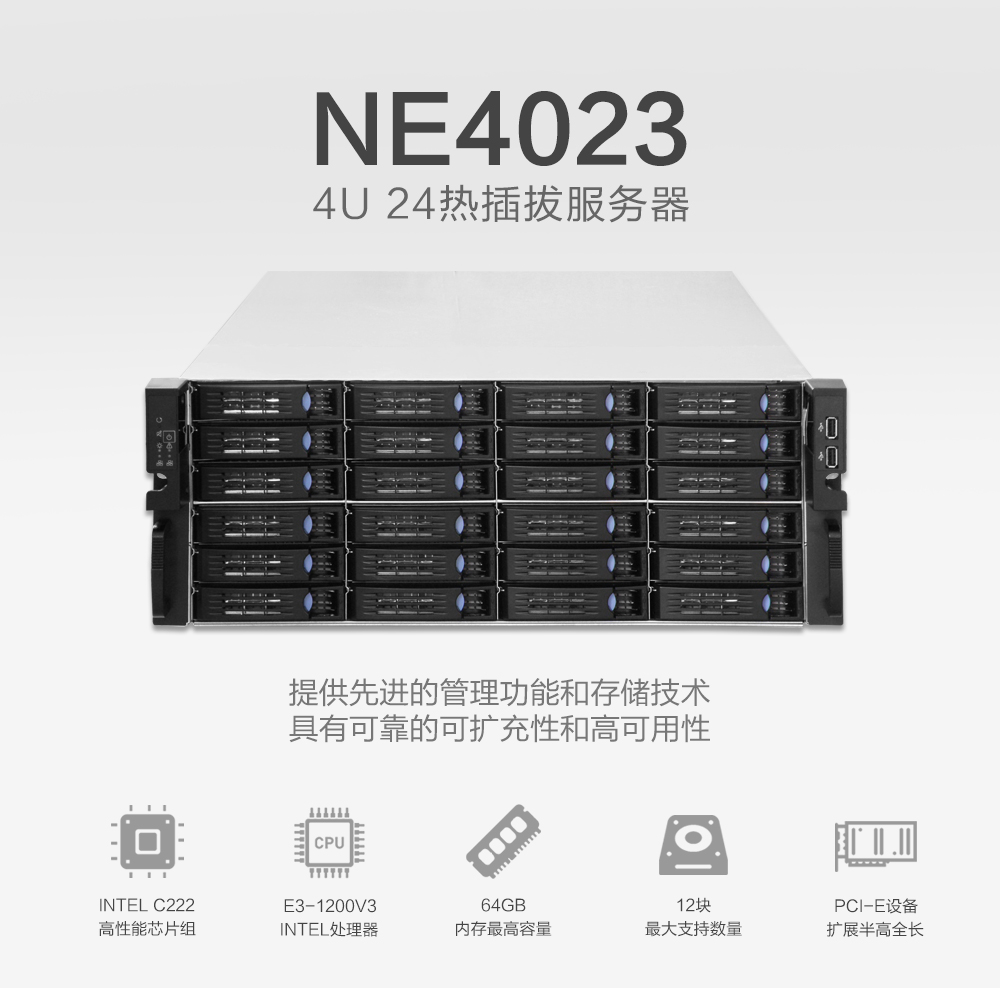 NE4023
4U 24热插拔服务器
提供先进的管理功能和存储技术
具有可靠的可扩充性和高可用性
CPU
INTEL C222
高性能芯片组
E3-1200V3
INTEL处理器
64GB
内存最高容量
12块
最大支持数量
PCI-E设备
扩展半高全长